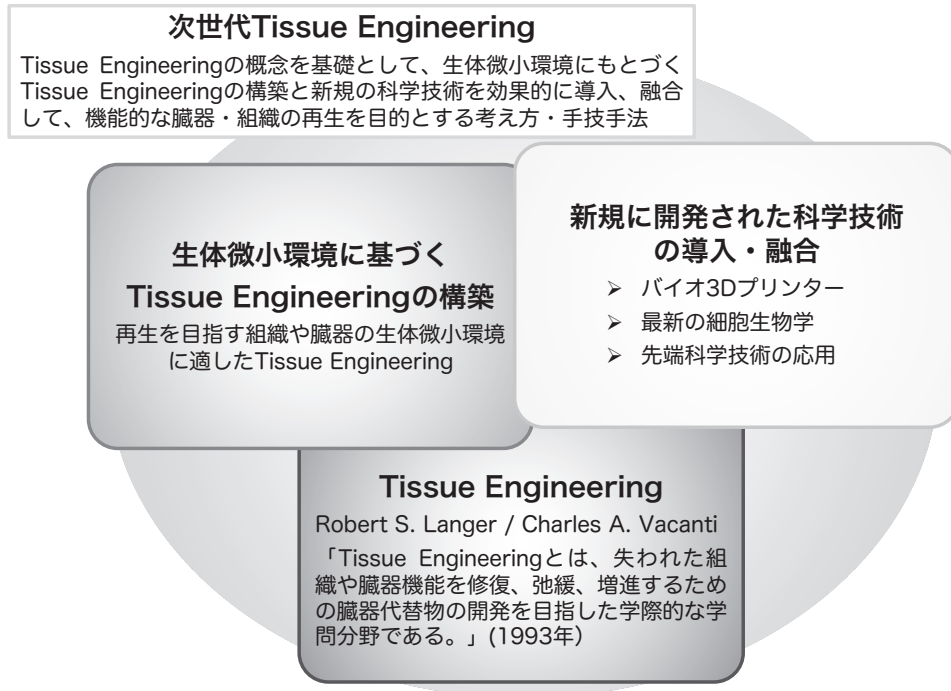 次世代Tissue Engineering
Tissue Engineeringの概念を基礎として、生体微小環境にもとづく
Tissue Engineeringの構築と新規の科学技術を効果的に導入、融合
して、機能的な臓器・組織の再生を目的とする考え方・手技手法
生体微小環境に基づく
Tissue Engineeringの構築
再生を目指す組織や臓器の生体微小環境
に適したTissue Engineering
新規に開発された科学技術
の導入・融合
➢ バイオ3Dプリンター
➢ 最新の細胞生物学
➢ 先端科学技術の応用
Tissue Engineering
Robert S. Langer / Charles A. Vacanti
「Tissue Engineeringとは、失われた組
織や臓器機能を修復、弛緩、増進するため
の臓器代替物の開発を目指した学際的な学
問分野である。」(1993年）